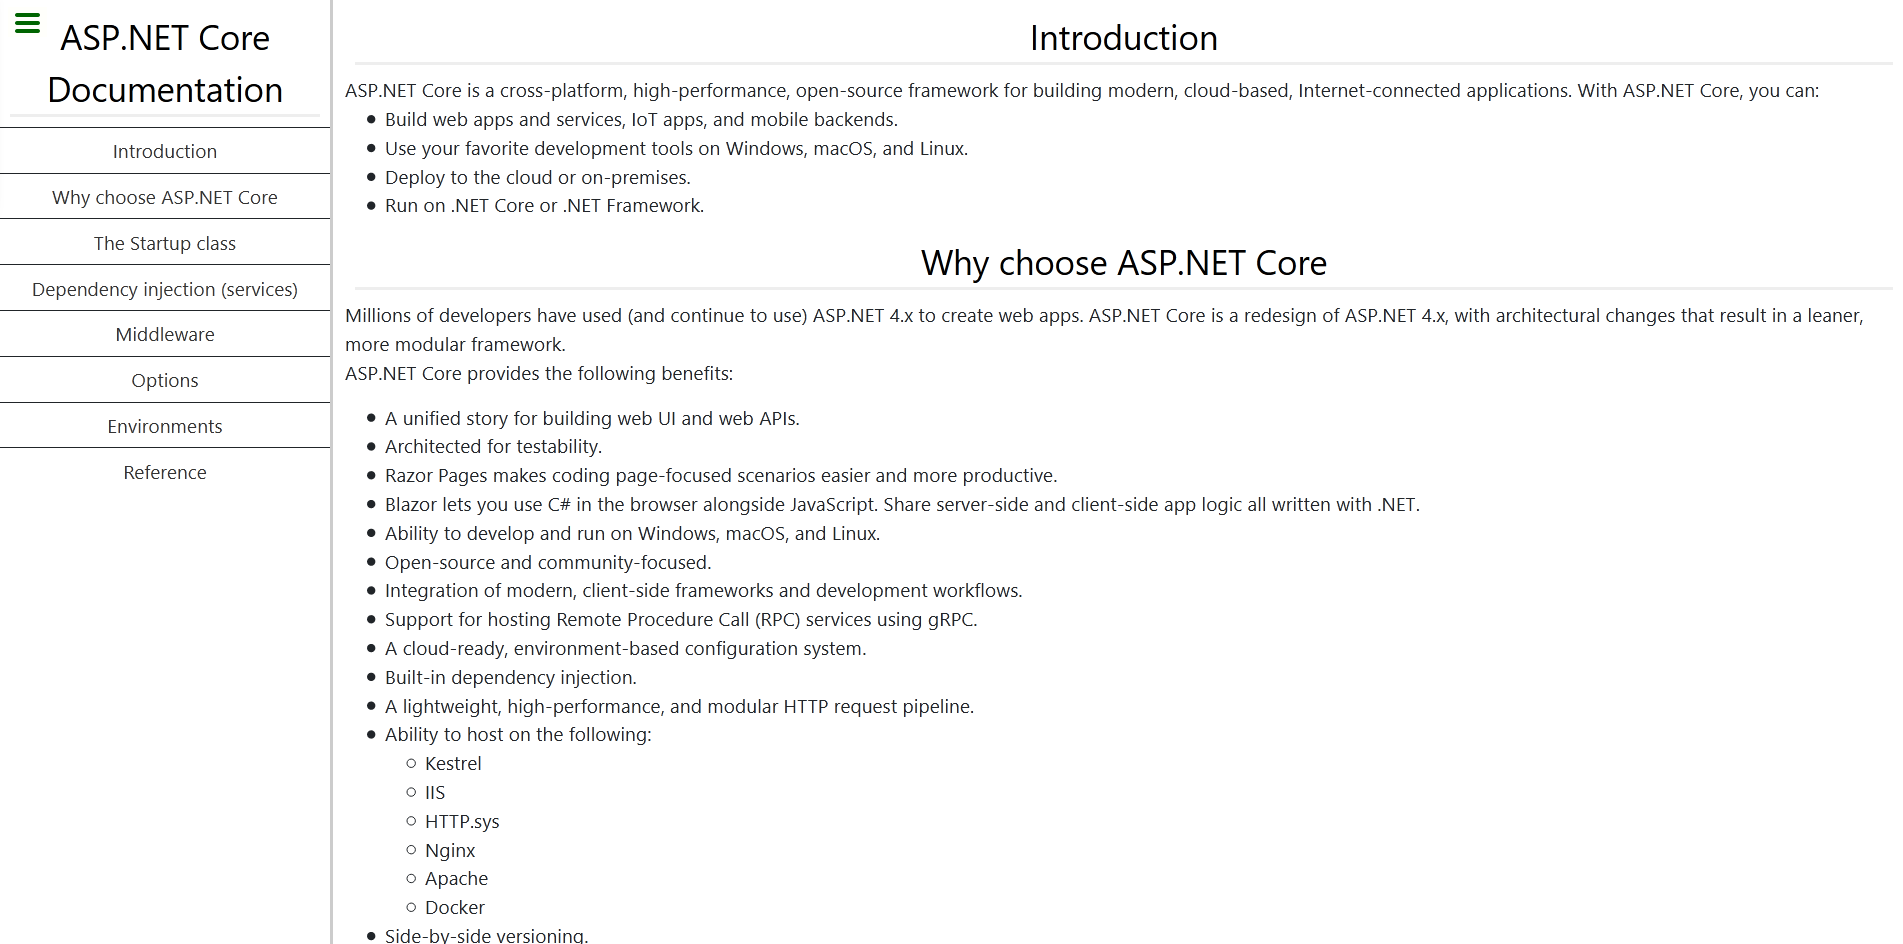 ASP.NET Core
Documentation
Introduction
Why choose ASP.NET Core
The Startup class
Dependency injection (services)
Middleware
Options
Environments
Reference
Introduction
ASP.NET Core is a cross-platform, high-performance, open-source framework for building modern, cloud-based, Internet-connected applications. With ASP.NET Core, you can:
Build web apps and services, IoT apps, and mobile backends.
Use your favorite development tools on Windows, macOS, and Linux.
Deploy to the cloud or on-premises.
Run on .NET Core or .NET Framework.
Why choose ASP.NET Core
Millions of developers have used (and continue to use) ASP.NET 4.x to create web apps. ASP.NET Core is a redesign of ASP.NET 4.x, with architectural changes that result in a leaner,
more modular framework.
ASP.NET Core provides the following benefits:
A unified story for building web UI and web APIs.
Architected for testability.
Razor Pages makes coding page-focused scenarios easier and more productive.
Blazor lets you use C# in the browser alongside JavaScript. Share server-side and client-side app logic all written with .NET.
Ability to develop and run on Windows, macOS, and Linux.
Open-source and community-focused.
Integration of modern, client-side frameworks and development workflows.
Support for hosting Remote Procedure Call (RPC) services using gRPC.
A cloud-ready, environment-based configuration system.
Built-in dependency injection.
A lightweight, high-performance, and modular HTTP request pipeline.
Ability to host on the following:
Kestrel
IIS
HTTP.sys
Nginx
Apache
Docker
Side-by-side versioning.